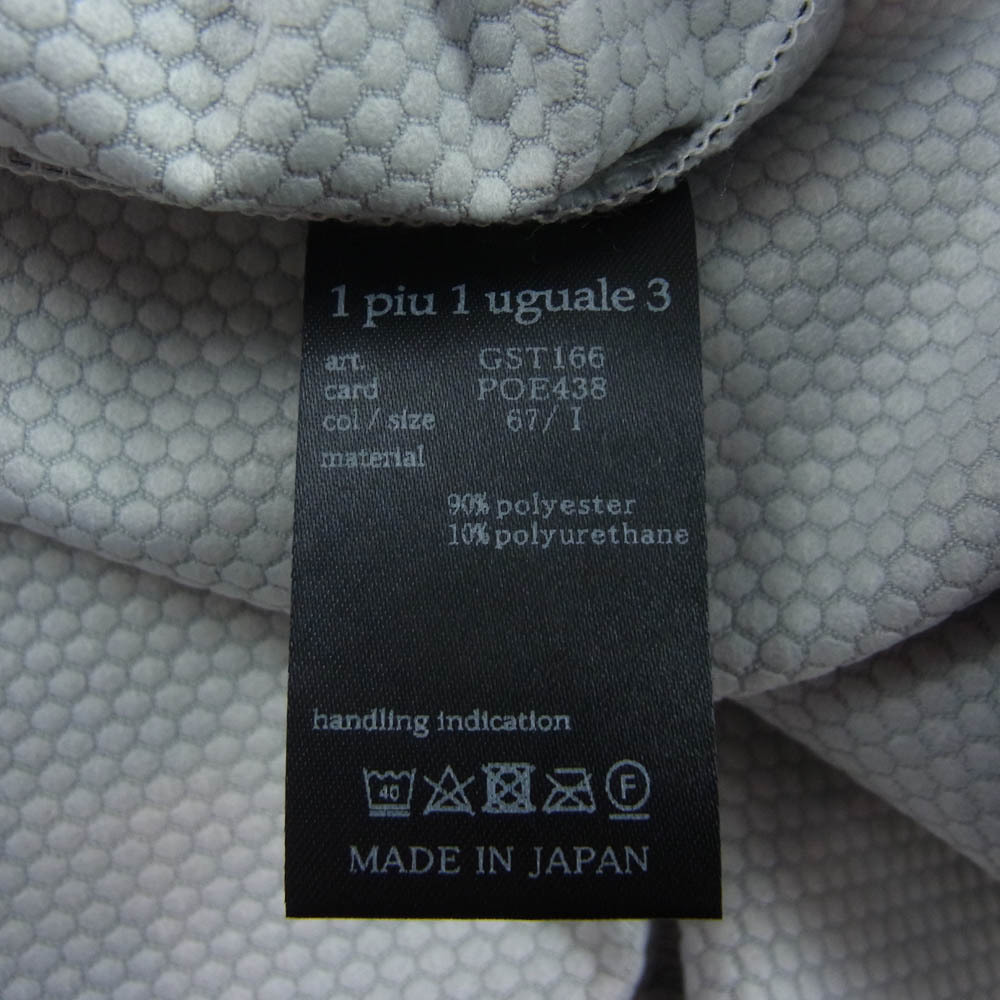 1 piu 1 uguale 3
art. GST166
card POE438
col / size 67/ I
material
90% polyester
10% polyurethane
handling indication
40 F
MADE IN JAPAN